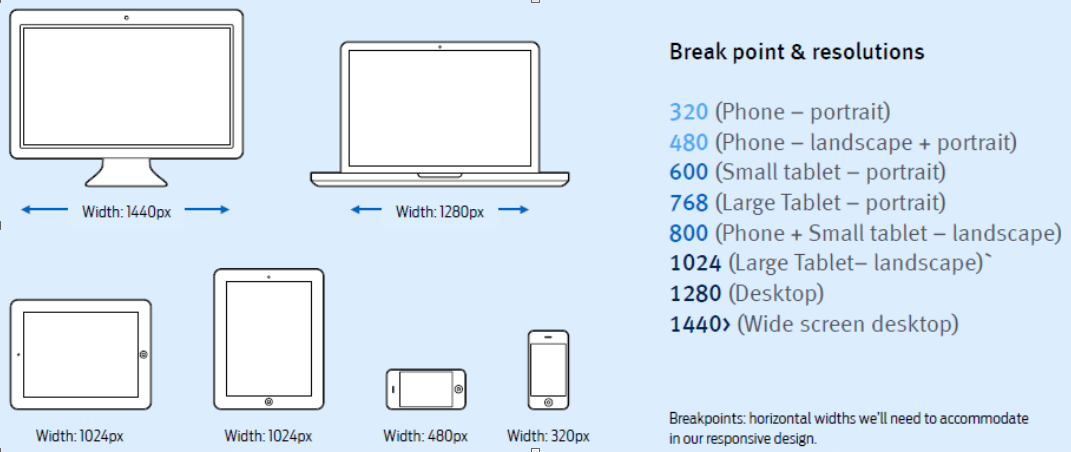 Width: 1440px
Width: 1280px
Width: 1024px
Width: 1024px
Width: 480px
Width: 320px
Break point & resolutions
320 (Phone – portrait)
480 (Phone – landscape + portrait)
600 (Small tablet – portrait)
768 (Large Tablet – portrait)
800 (Phone + Small tablet – landscape)
1024 (Large Tablet– landscape)`
1280 (Desktop)
1440> (Wide screen desktop)
Breakpoints: horizontal widths we’ll need to accommodate
in our responsive design.